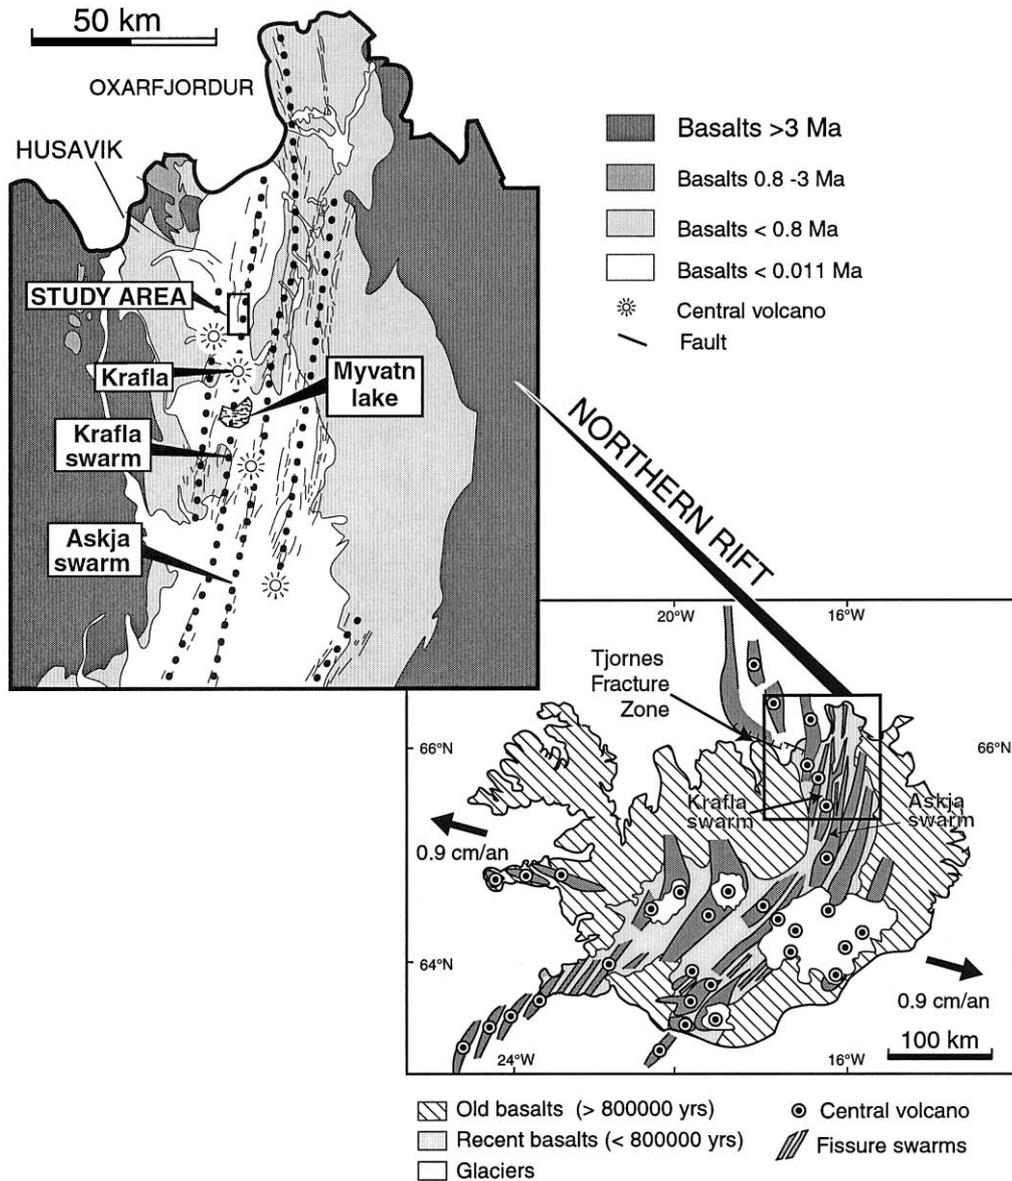 50 km
OXARFJORDUR
HUSAVIK
STUDY AREA
Krafla
Myvatn
lake
Krafla
swarm
Askja
swarm
Basalts >3 Ma
Basalts 0.8 -3 Ma
Basalts < 0.8 Ma
Basalts < 0.011 Ma
Central volcano
Fault
NORTHERN RIFT
20°W
16°W
Tjornes
Fracture
Zone
66°N
66°N
Krafla
swarm
Askja
swarm
0.9 cm/an
64°N
0.9 cm/an
100 km
24°W
16°W
Old basalts (> 800000 yrs)
Recent basalts (< 800000 yrs)
Glaciers
Central volcano
Fissure swarms